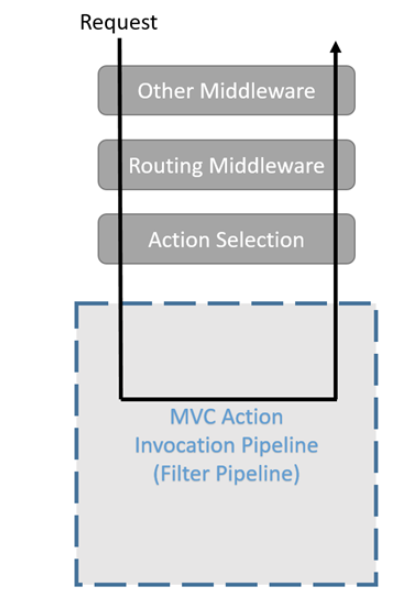 Request
Other Middleware
Routing Middleware
Action Selection
MVC Action
Invocation Pipeline
(Filter Pipeline)